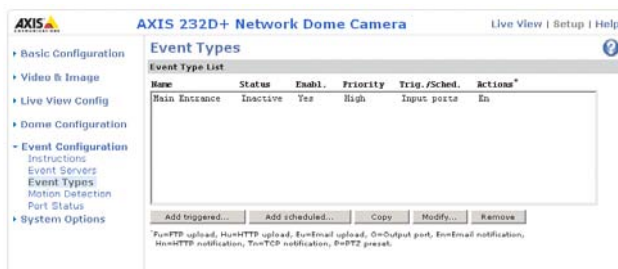 AXIS
COMMUNICATIONS
AXIS 232D+ Network Dome Camera
Live View | Setup | Help
Basic Configuration
Video & Image
Live View Config
Dome Configuration
Event Configuration
Instructions
Event Servers
Event Types
Motion Detection
Port Status
System Options
Event Types
?
Event Type List
Name Status Enabl. Priority Trig./Sched. Actions*
Main Entrance Inactive Yes High Input ports En
Add triggered... Add scheduled... Copy Modify... Remove
*Fu=FTP upload, Hu=HTTP upload, Eu=Email upload, O=Output port, En=Email notification,
Hn=HTTP notification, Tn=TCP notification, P=PTZ preset.